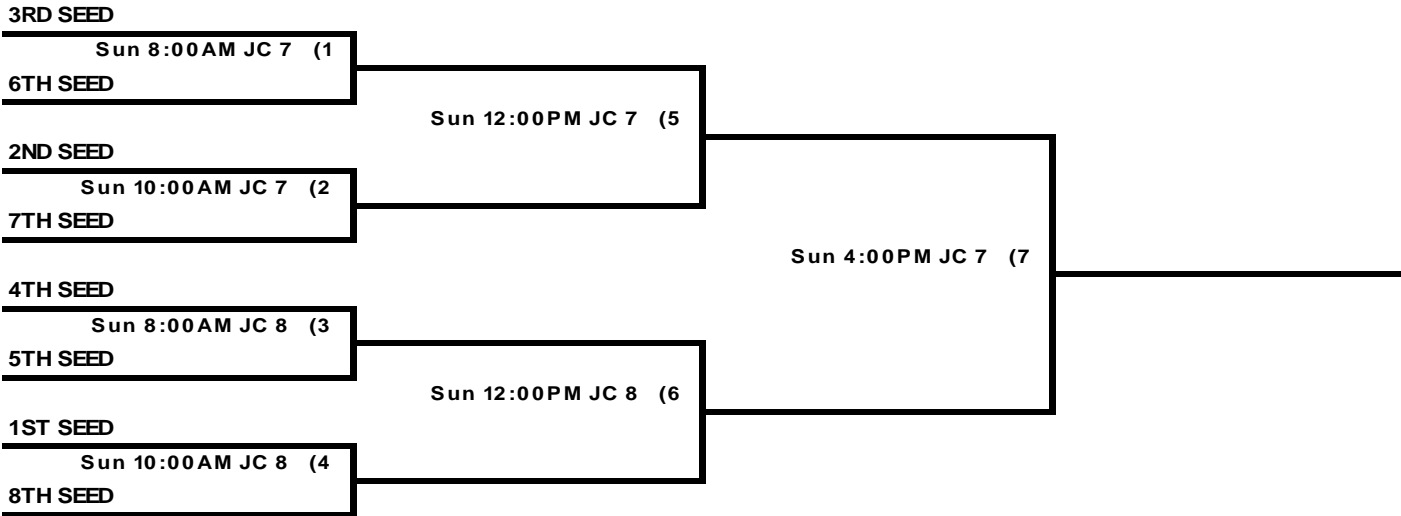 3RD SEED
Sun 8:00AM JC 7 (1
6TH SEED
Sun 12:00PM JC 7 (5
2ND SEED
Sun 10:00AM JC 7 (2
7TH SEED
Sun 4:00PM JC 7 (7
4TH SEED
Sun 8:00AM JC 8 (3
5TH SEED
Sun 12:00PM JC 8 (6
1ST SEED
Sun 10:00AM JC 8 (4
8TH SEED